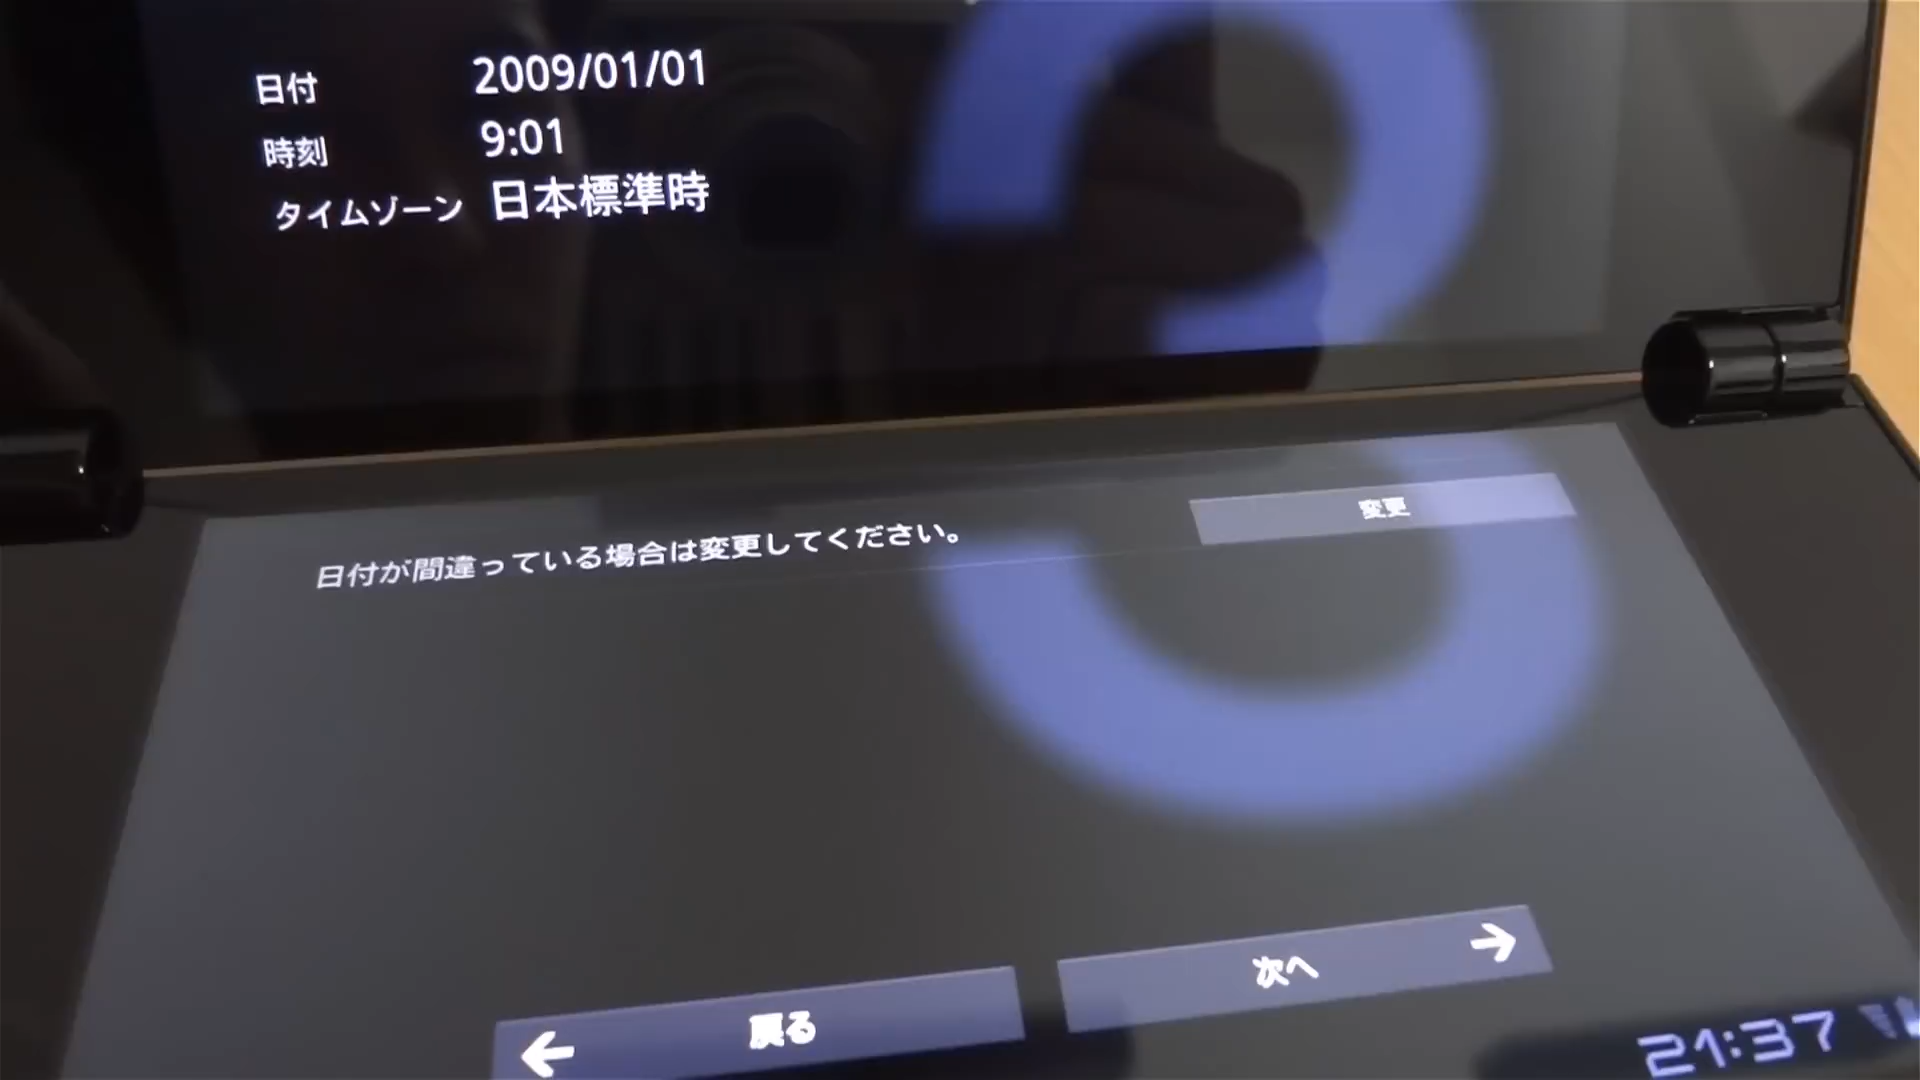 日付 2009/01/01
時刻 9:01
タイムゾーン 日本標準時
日付が間違っている場合は変更してください。
変更
次へ
戻る
21:37